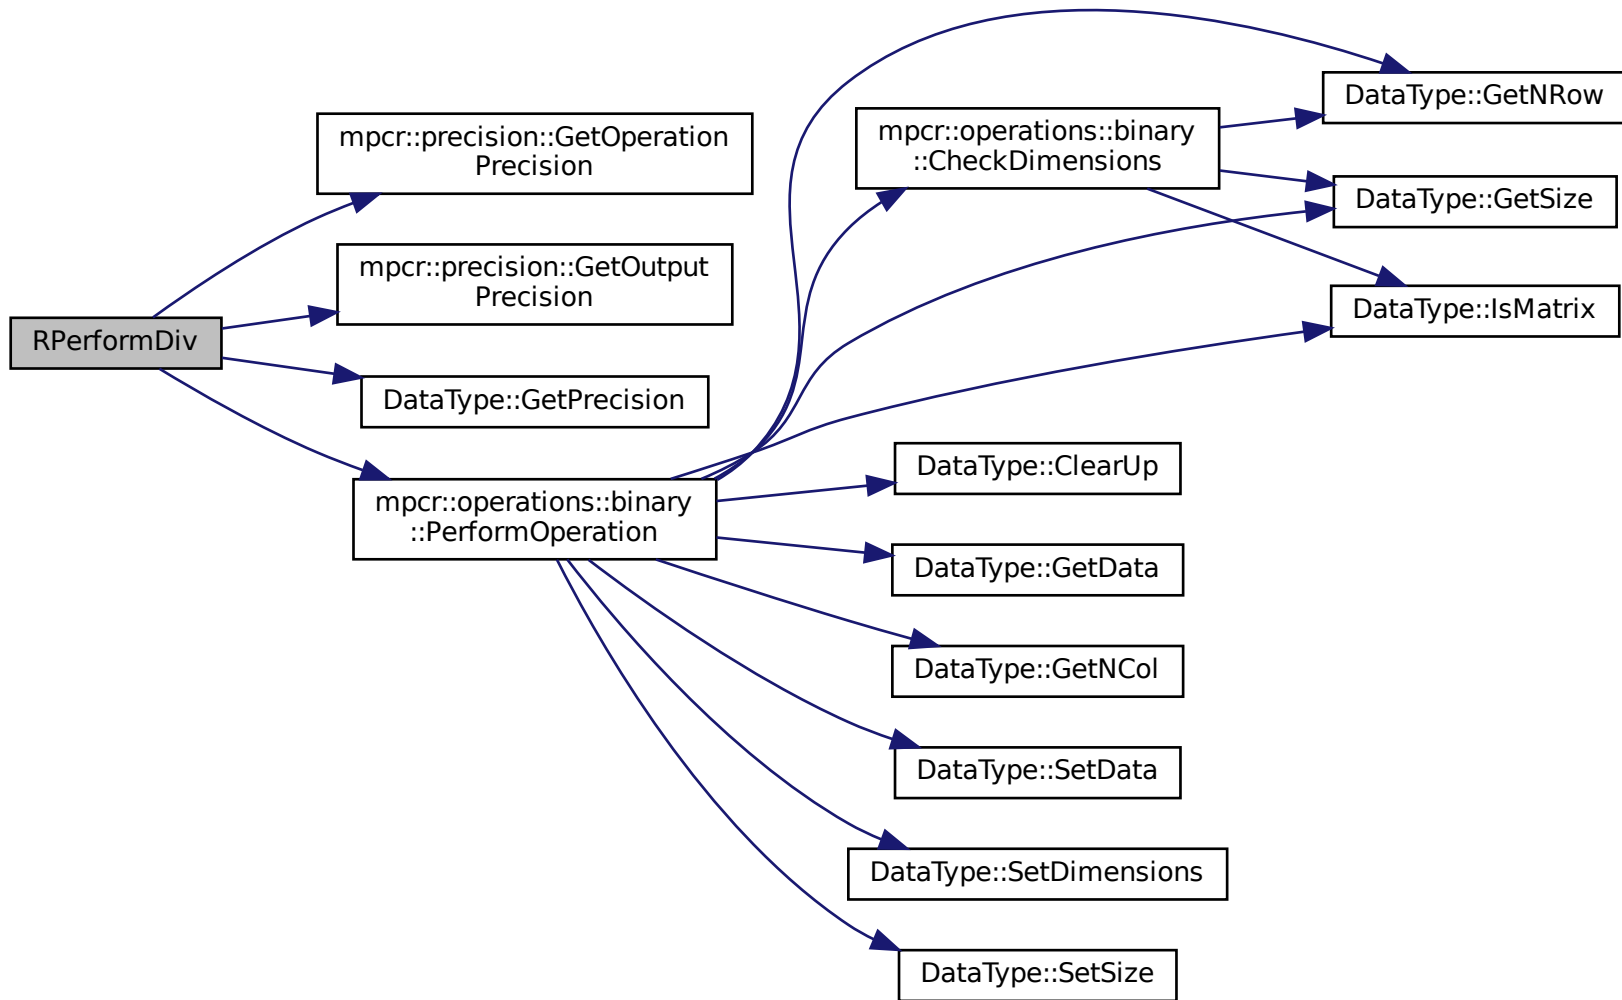 RPerformDiv
mpcr::precision::GetOperation
Precision
mpcr::precision::GetOutput
Precision
DataType::GetPrecision
mpcr::operations::binary
::PerformOperation
mpcr::operations::binary
::CheckDimensions
DataType::GetNRow
DataType::GetSize
DataType::IsMatrix
DataType::ClearUp
DataType::GetData
DataType::GetNCol
DataType::SetData
DataType::SetDimensions
DataType::SetSize